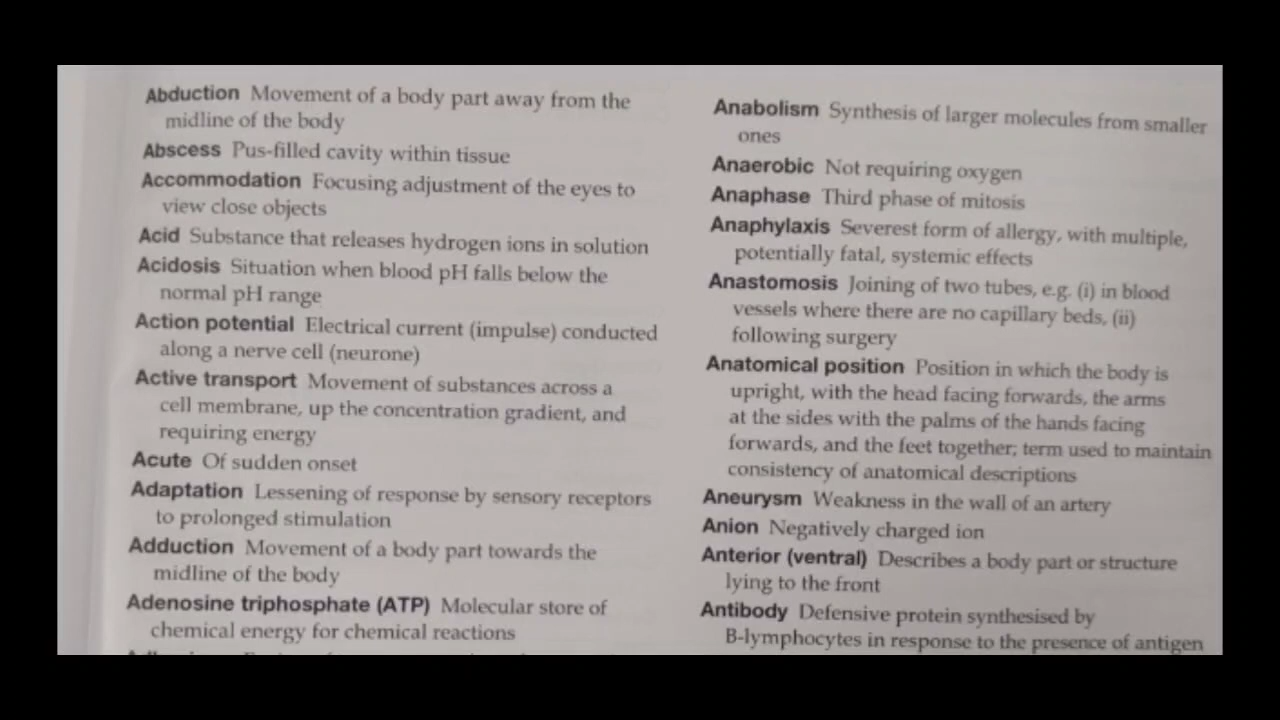 Abduction Movement of a body part away from the
midline of the body
Abscess Pus-filled cavity within tissue
Accommodation Focusing adjustment of the eyes to
view close objects
Acid Substance that releases hydrogen ions in solution
Acidosis Situation when blood pH falls below the
normal pH range
Action potential Electrical current (impulse) conducted
along a nerve cell (neurone)
Active transport Movement of substances across a
cell membrane, up the concentration gradient, and
requiring energy
Acute Of sudden onset
Adaptation Lessening of response by sensory receptors
to prolonged stimulation
Adduction Movement of a body part towards the
midline of the body
Adenosine triphosphate (ATP) Molecular store of
chemical energy for chemical reactions
Anabolism Synthesis of larger molecules from smaller
ones
Anaerobic Not requiring oxygen
Anaphase Third phase of mitosis
Anaphylaxis Severest form of allergy, with multiple,
potentially fatal, systemic effects
Anastomosis Joining of two tubes, e.g. (i) in blood
vessels where there are no capillary beds, (ii)
following surgery
Anatomical position Position in which the body is
upright, with the head facing forwards, the arms
at the sides with the palms of the hands facing
forwards, and the feet together; term used to maintain
consistency of anatomical descriptions
Aneurysm Weakness in the wall of an artery
Anion Negatively charged ion
Anterior (ventral) Describes a body part or structure
lying to the front
Antibody Defensive protein synthesised by
B-lymphocytes in response to the presence of antigen